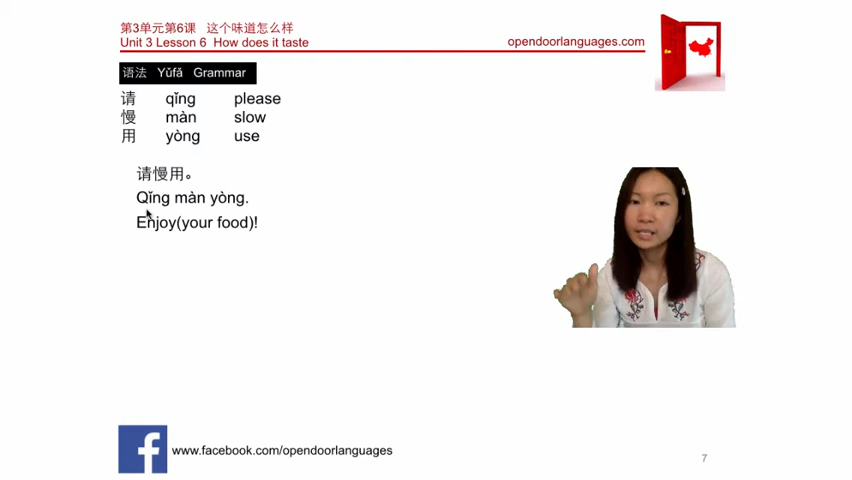 第3单元第6课 这个味道怎么样
Unit 3 Lesson 6 How does it taste
opendoorlanguages.com
语法 Yǔfǎ Grammar
请 qǐng please
慢 màn slow
用 yòng use
请慢用。
Qǐng màn yòng.
Enjoy(your food)!
www.facebook.com/opendoorlanguages
7